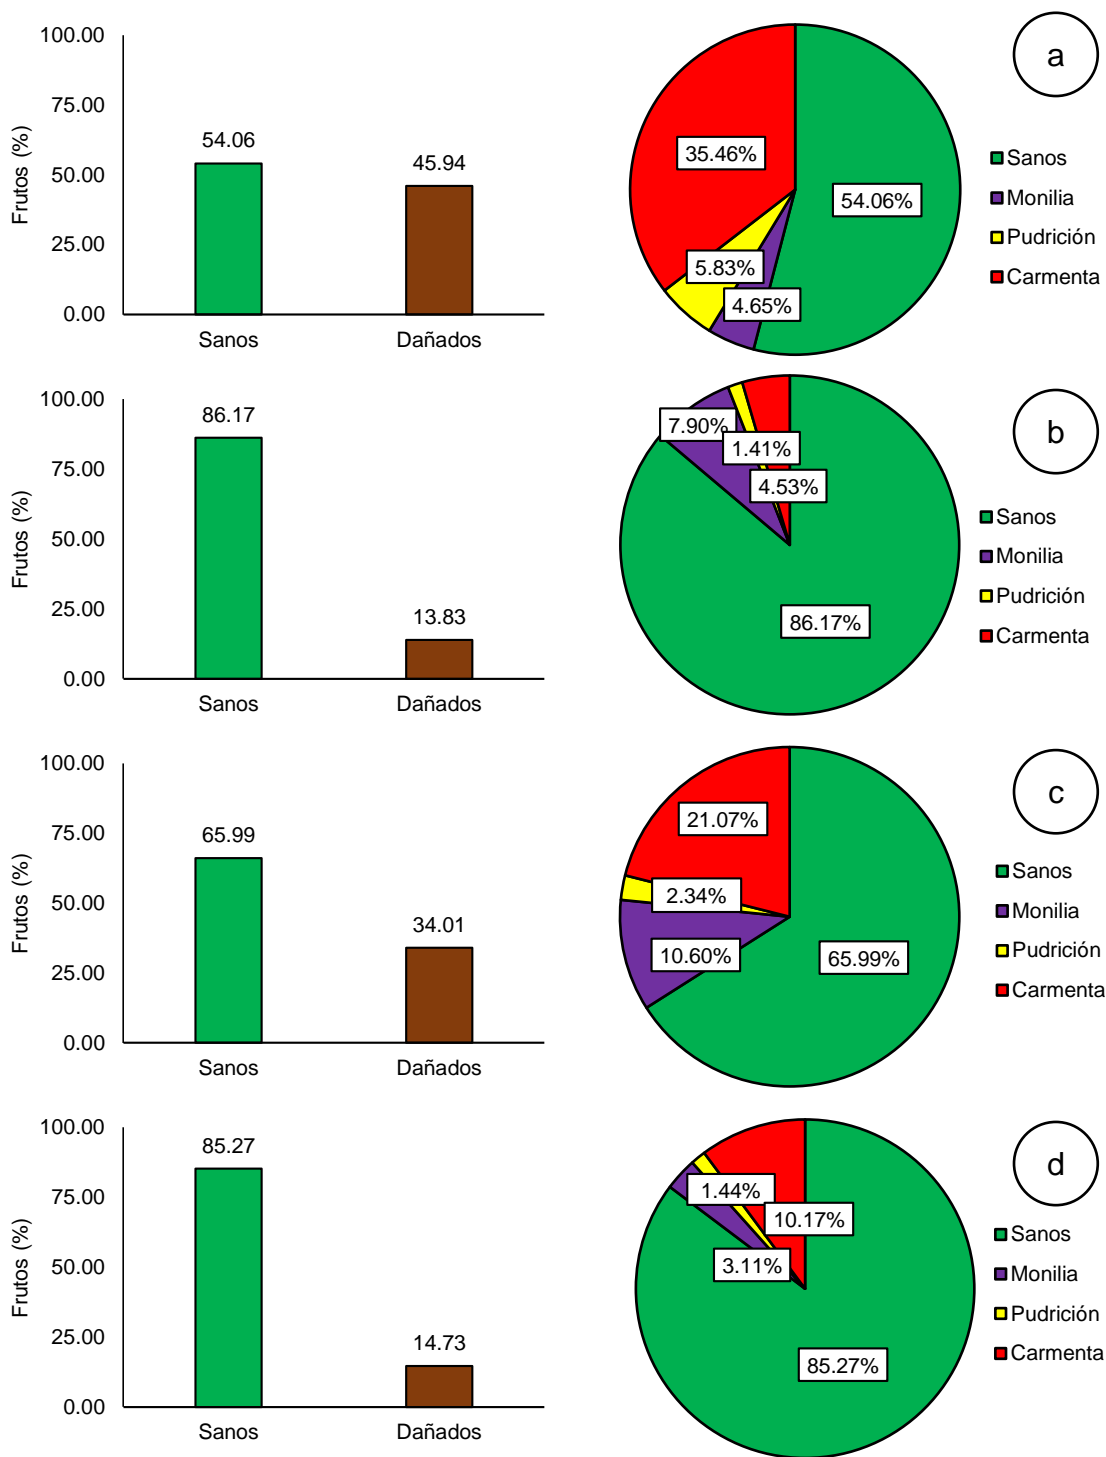 100.00
75.00
50.00
25.00
0.00
Frutos (%)
54.06
45.94
Sanos
Dañados
35.46%
54.06%
5.83%
4.65%
a
Sanos
Monilia
Pudrición
Carmenta
100.00
75.00
50.00
25.00
0.00
Frutos (%)
86.17
13.83
Sanos
Dañados
7.90%
1.41%
4.53%
86.17%
b
Sanos
Monilia
Pudrición
Carmenta
100.00
75.00
50.00
25.00
0.00
Frutos (%)
65.99
34.01
Sanos
Dañados
21.07%
2.34%
10.60%
65.99%
c
Sanos
Monilia
Pudrición
Carmenta
100.00
75.00
50.00
25.00
0.00
Frutos (%)
85.27
14.73
Sanos
Dañados
1.44%
10.17%
3.11%
85.27%
d
Sanos
Monilia
Pudrición
Carmenta